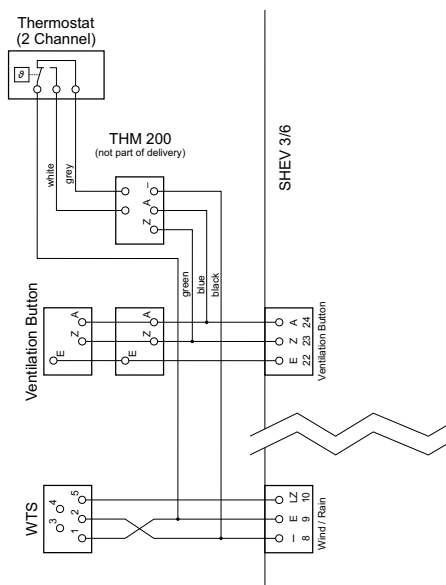 Thermostat
(2 Channel)
ϑ
THM 200
(not part of delivery)
SHEV 3/6
white
grey
I
A
Z
green
blue
black
Ventilation Button
A
Z
E
A
Z
E
A 24
Z 23
E 22
Ventilation Button
WTS
5
4
3
2
1
LZ 10
E 9
I 8
Wind / Rain